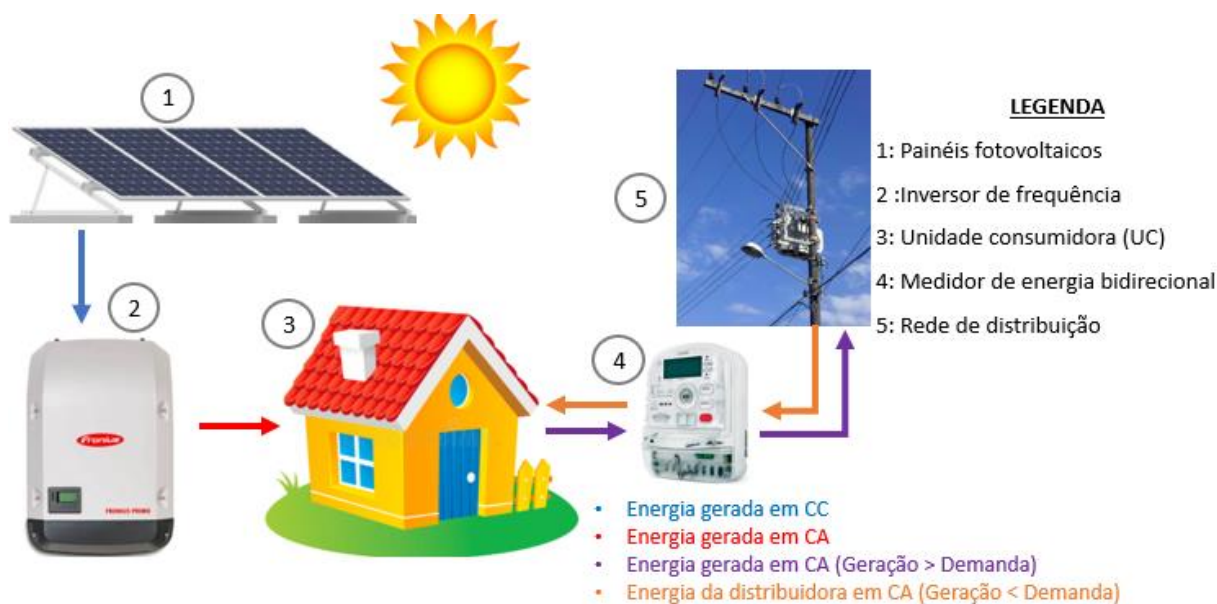 1
2
3
4
5
LEGENDA
1: Painéis fotovoltaicos
2 :Inversor de frequência
3: Unidade consumidora (UC)
4: Medidor de energia bidirecional
5: Rede de distribuição
Fronius
• Energia gerada em CC
• Energia gerada em CA
• Energia gerada em CA (Geração > Demanda)
• Energia da distribuidora em CA (Geração < Demanda)